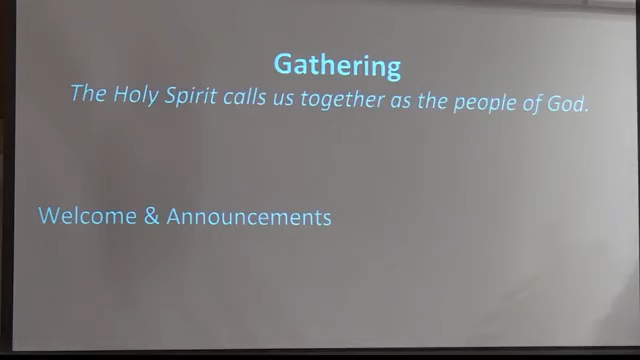 Gathering
The Holy Spirit calls us together as the people of God.
Welcome & Announcements